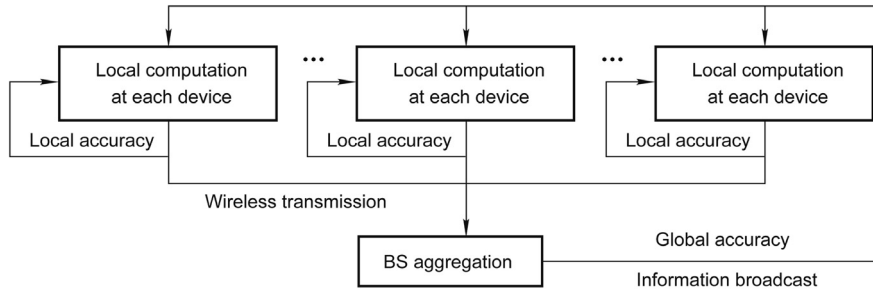 ...
...
Local computation
at each device
Local computation
at each device
Local computation
at each device
Local accuracy
Local accuracy
Local accuracy
Wireless transmission
BS aggregation
Global accuracy
Information broadcast